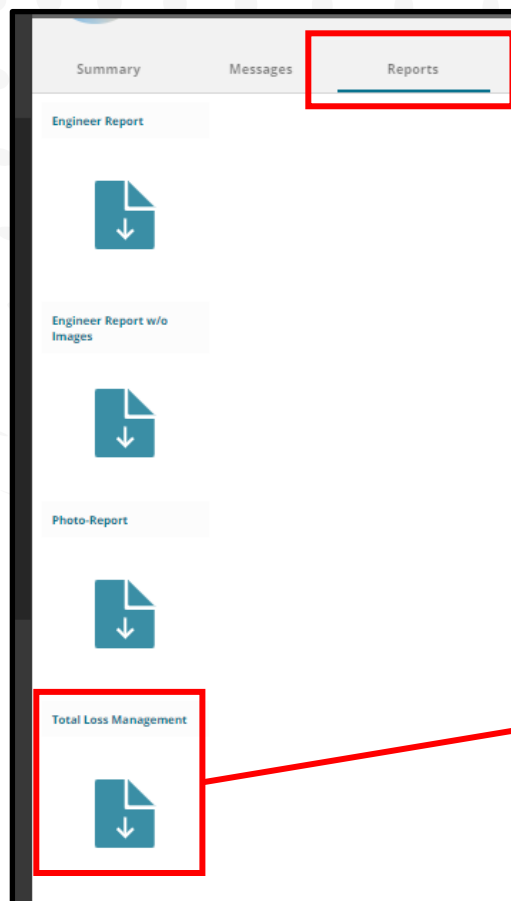 Summary Messages Reports
Engineer Report
Engineer Report w/o
Images
Photo-Report
Total Loss Management